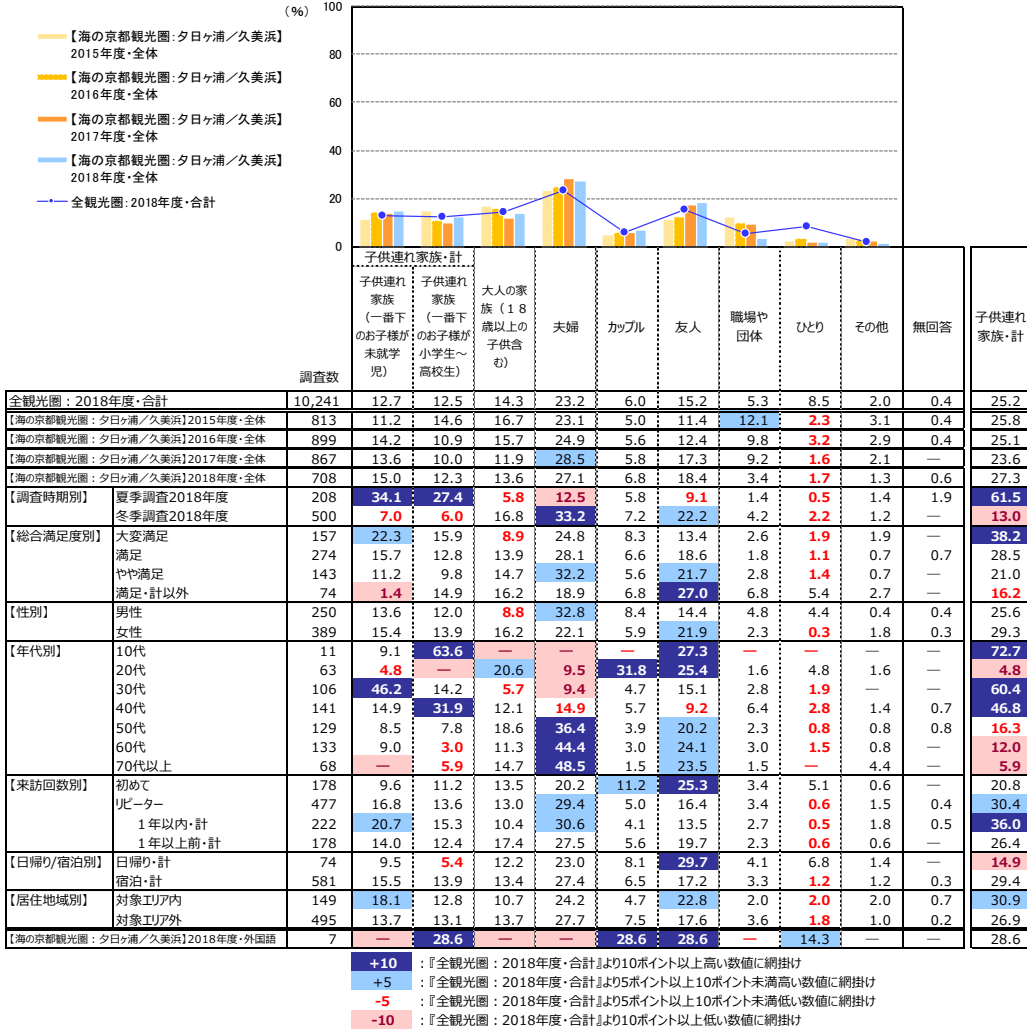 (%)
100
80
60
40
20
0
【海の京都観光圏:夕日ヶ浦／久美浜】
2015年度・全体
【海の京都観光圏:夕日ヶ浦／久美浜】
2016年度・全体
【海の京都観光圏:夕日ヶ浦／久美浜】
2017年度・全体
【海の京都観光圏:夕日ヶ浦／久美浜】
2018年度・全体
全観光圏:2018年度・合計
子供連れ家族・計
調査数
子供連れ
家族
（一番下
のお子様が
未就学
児）
子供連れ
家族
（一番下
のお子様が
小学生～
高校生）
大人の家
族（１８
歳以上の
子供含
む）
夫婦
カップル
友人
職場や
団体
ひとり
その他
無回答
子供連れ
家族・計
全観光圏：2018年度・合計 10,241 12.7 12.5 14.3 23.2 6.0 15.2 5.3 8.5 2.0 0.4 25.2
【海の京都観光圏：夕日ヶ浦／久美浜】2015年度・全体 813 11.2 14.6 16.7 23.1 5.0 11.4 12.1 2.3 3.1 0.4 25.8
【海の京都観光圏：夕日ヶ浦／久美浜】2016年度・全体 899 14.2 10.9 15.7 24.9 5.6 12.4 9.8 3.2 2.9 0.4 25.1
【海の京都観光圏：夕日ヶ浦／久美浜】2017年度・全体 867 13.6 10.0 11.9 28.5 5.8 17.3 9.2 1.6 2.1 ― 23.6
【海の京都観光圏：夕日ヶ浦／久美浜】2018年度・全体 708 15.0 12.3 13.6 27.1 6.8 18.4 3.4 1.7 1.3 0.6 27.3
【調査時期別】 夏季調査2018年度 208 34.1 27.4 5.8 12.5 5.8 9.1 1.4 0.5 1.4 1.9 61.5
冬季調査2018年度 500 7.0 6.0 16.8 33.2 7.2 22.2 4.2 2.2 1.2 ― 13.0
【総合満足度別】 大変満足 157 22.3 15.9 8.9 24.8 8.3 13.4 2.6 1.9 1.9 ― 38.2
満足 274 15.7 12.8 13.9 28.1 6.6 18.6 1.8 1.1 0.7 0.7 28.5
やや満足 143 11.2 9.8 14.7 32.2 5.6 21.7 2.8 1.4 0.7 ― 21.0
満足・計以外 74 1.4 14.9 16.2 18.9 6.8 27.0 6.8 5.4 2.7 ― 16.2
【性別】 男性 250 13.6 12.0 8.8 32.8 8.4 14.4 4.8 4.4 0.4 0.4 25.6
女性 389 15.4 13.9 16.2 22.1 5.9 21.9 2.3 0.3 1.8 0.3 29.3
【年代別】 10代 11 9.1 63.6 ― ― ― 27.3 ― ― ― ― 72.7
20代 63 4.8 ― 20.6 9.5 31.8 25.4 1.6 4.8 1.6 ― 4.8
30代 106 46.2 14.2 5.7 9.4 4.7 15.1 2.8 1.9 ― ― 60.4
40代 141 14.9 31.9 12.1 14.9 5.7 9.2 6.4 2.8 1.4 0.7 46.8
50代 129 8.5 7.8 18.6 36.4 3.9 20.2 2.3 0.8 0.8 0.8 16.3
60代 133 9.0 3.0 11.3 44.4 3.0 24.1 3.0 1.5 0.8 ― 12.0
70代以上 68 ― 5.9 14.7 48.5 1.5 23.5 1.5 ― 4.4 ― 5.9
【来訪回数別】 初めて 178 9.6 11.2 13.5 20.2 11.2 25.3 3.4 5.1 0.6 ― 20.8
リピーター 477 16.8 13.6 13.0 29.4 5.0 16.4 3.4 0.6 1.5 0.4 30.4
１年以内・計 222 20.7 15.3 10.4 30.6 4.1 13.5 2.7 0.5 1.8 0.5 36.0
１年以上前・計 178 14.0 12.4 17.4 27.5 5.6 19.7 2.3 0.6 0.6 ― 26.4
【日帰り/宿泊別】 日帰り・計 74 9.5 5.4 12.2 23.0 8.1 29.7 4.1 6.8 1.4 ― 14.9
宿泊・計 581 15.5 13.9 13.4 27.4 6.5 17.2 3.3 1.2 1.2 0.3 29.4
【居住地域別】 対象エリア内 149 18.1 12.8 10.7 24.2 4.7 22.8 2.0 2.0 2.0 0.7 30.9
対象エリア外 495 13.7 13.1 13.7 27.7 7.5 17.6 3.6 1.8 1.0 0.2 26.9
【海の京都観光圏：夕日ヶ浦／久美浜】2018年度・外国語 7 ― 28.6 ― ― 28.6 28.6 ― 14.3 ― ― 28.6
+10 ：『全観光圏：2018年度・合計』より10ポイント以上高い数値に網掛け
+5 ：『全観光圏：2018年度・合計』より5ポイント以上10ポイント未満高い数値に網掛け
-5 ：『全観光圏：2018年度・合計』より5ポイント以上10ポイント未満低い数値に網掛け
-10 ：『全観光圏：2018年度・合計』より10ポイント以上低い数値に網掛け